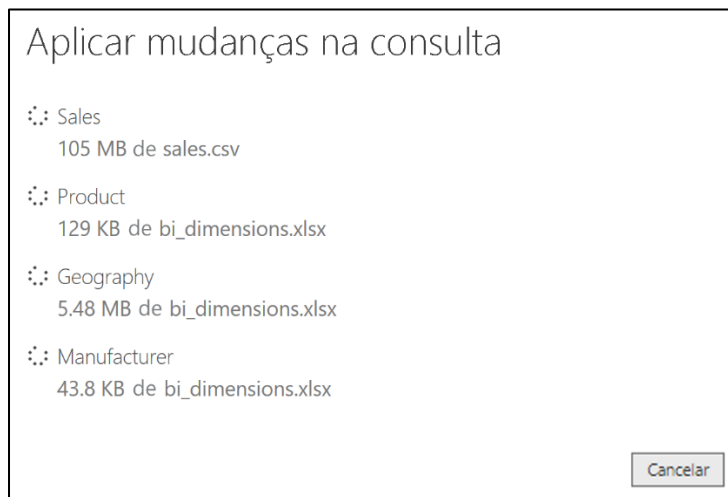 Aplicar mudanças na consulta
Sales
105 MB de sales.csv
Product
129 KB de bi_dimensions.xlsx
Geography
5.48 MB de bi_dimensions.xlsx
Manufacturer
43.8 KB de bi_dimensions.xlsx
Cancelar